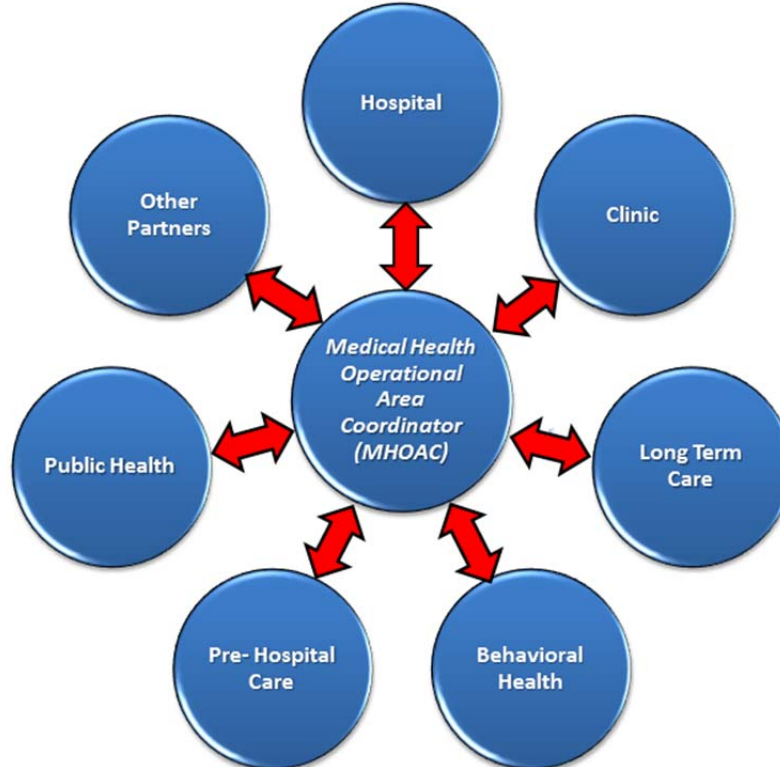 Hospital
Other
Partners
Clinic
Medical Health
Operational
Area
Coordinator
(MHOAC)
Public Health
Long Term
Care
Pre- Hospital
Care
Behavioral
Health